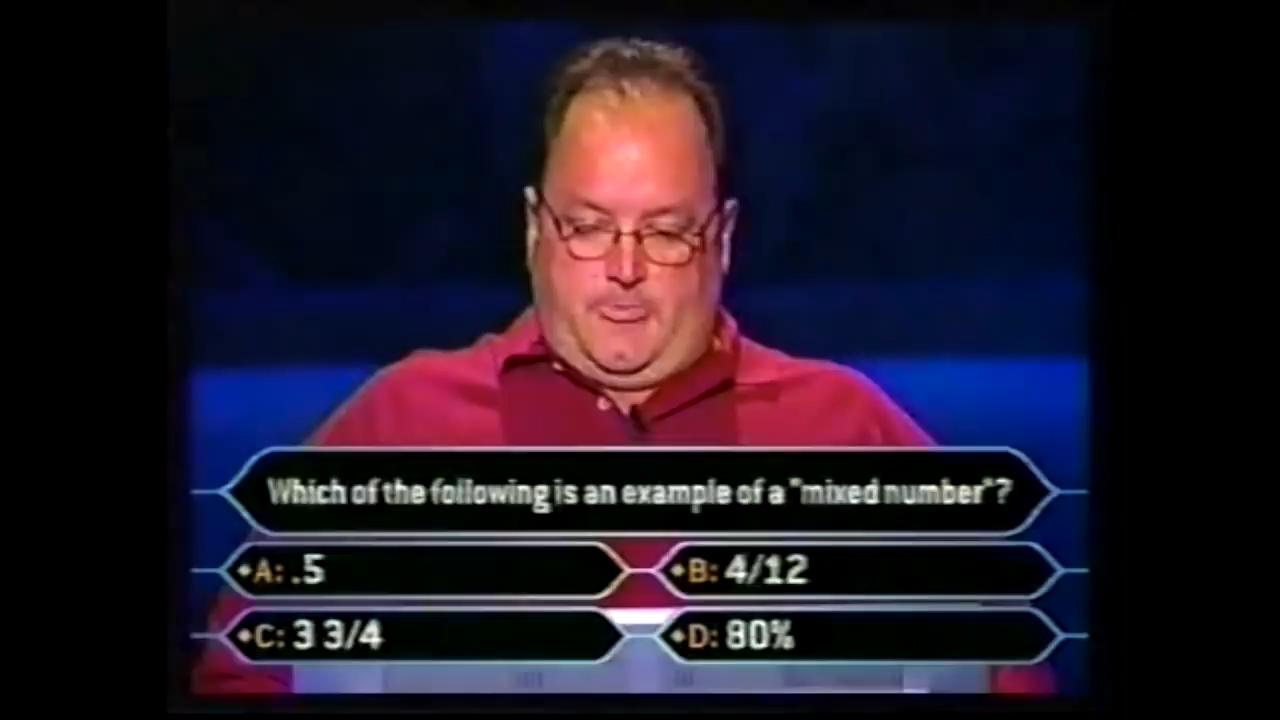 Which of the following is an example of a "mixed number"?
A: .5
B: 4/12
C: 3 3/4
D: 80%